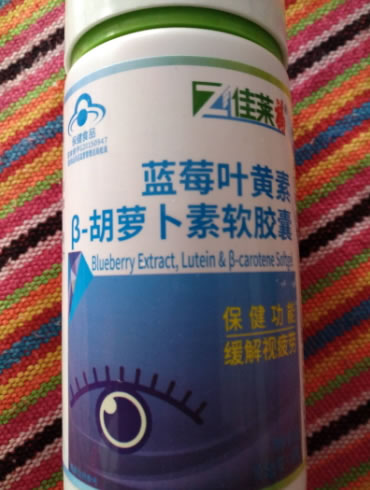 佳莱
保健食品
蓝莓叶黄素
β-胡萝卜素软胶囊
Blueberry Extract, Lutein & β-carotene Softgel
保健功能
缓解视疲劳